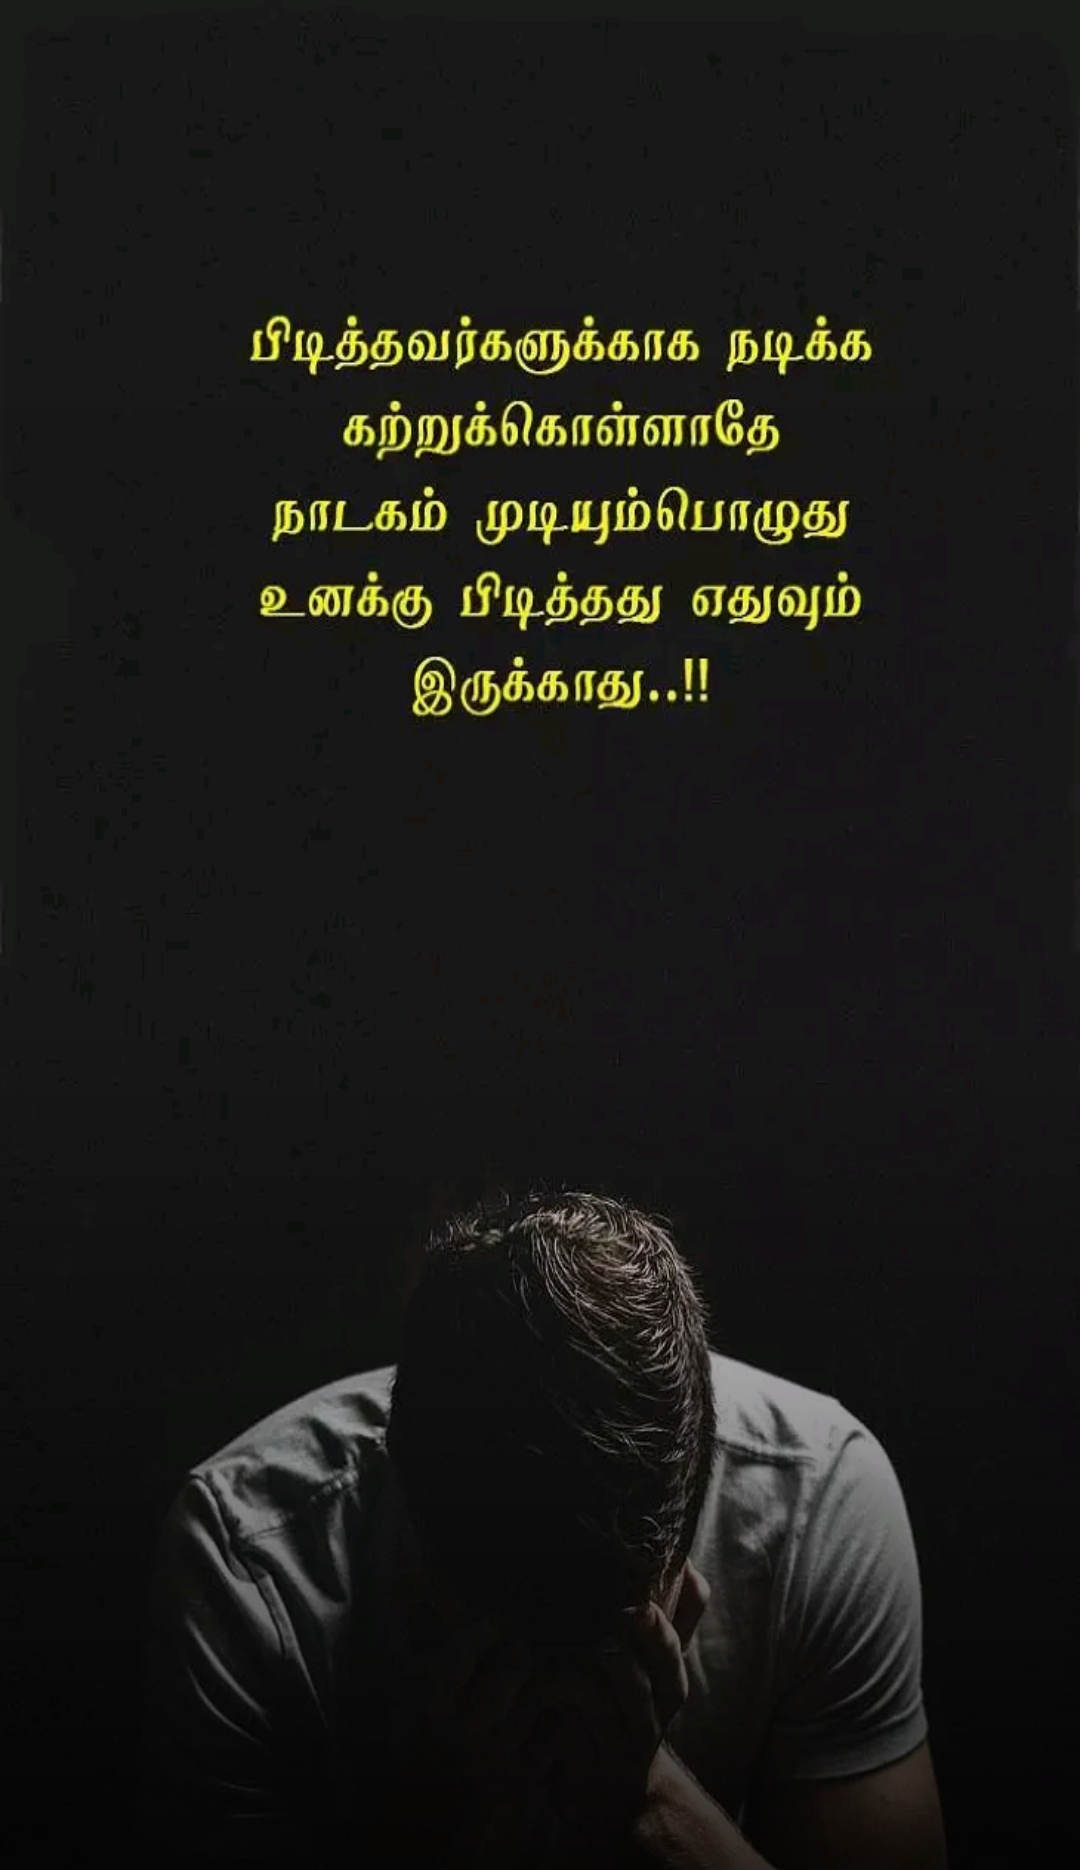 பிடித்தவர்களுக்காக நடிக்க
கற்றுக்கொள்ளாதே
நாடகம் முடியும்பொழுது
உனக்கு பிடித்தது எதுவும்
இருக்காது..!!